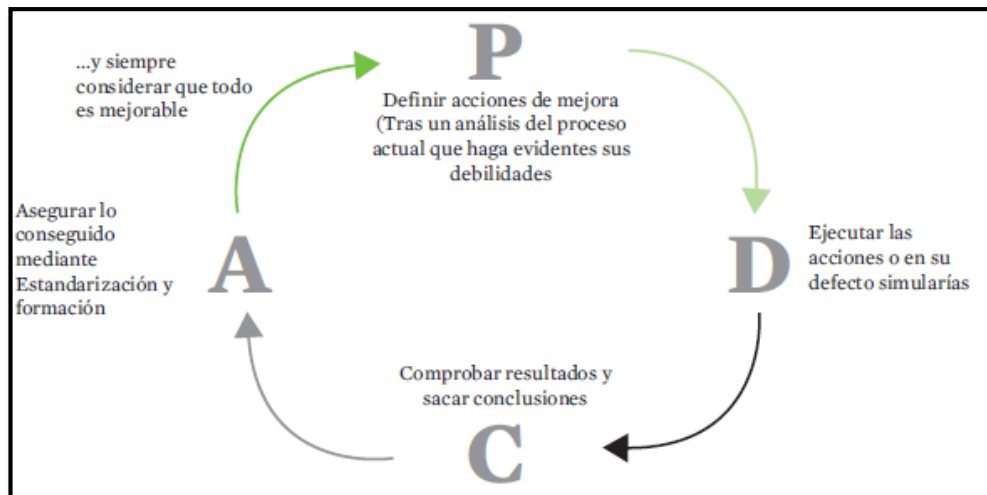 ...y siempre
considerar que todo
es mejorable
P
Definir acciones de mejora
(Tras un análisis del proceso
actual que haga evidentes sus
debilidades
D
Ejecutar las
acciones o en su
defecto simularías
Comprobar resultados y
sacar conclusiones
C
A
Asegurar lo
conseguido
mediante
Estandarización y
formación